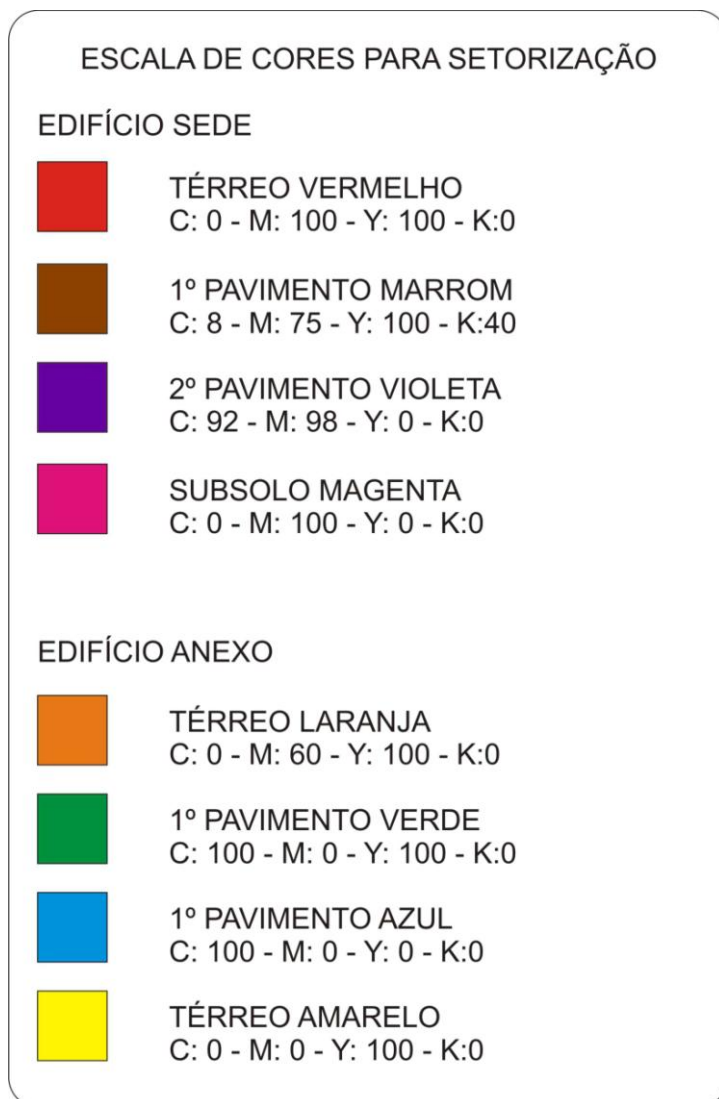 ESCALA DE CORES PARA SETORIZAÇÃO
EDIFÍCIO SEDE
TÉRREO VERMELHO
C: 0 - M: 100 - Y: 100 - K:0
1º PAVIMENTO MARROM
C: 8 - M: 75 - Y: 100 - K:40
2º PAVIMENTO VIOLETA
C: 92 - M: 98 - Y: 0 - K:0
SUBSOLO MAGENTA
C: 0 - M: 100 - Y: 0 - K:0
EDIFÍCIO ANEXO
TÉRREO LARANJA
C: 0 - M: 60 - Y: 100 - K:0
1º PAVIMENTO VERDE
C: 100 - M: 0 - Y: 100 - K:0
1º PAVIMENTO AZUL
C: 100 - M: 0 - Y: 0 - K:0
TÉRREO AMARELO
C: 0 - M: 0 - Y: 100 - K:0